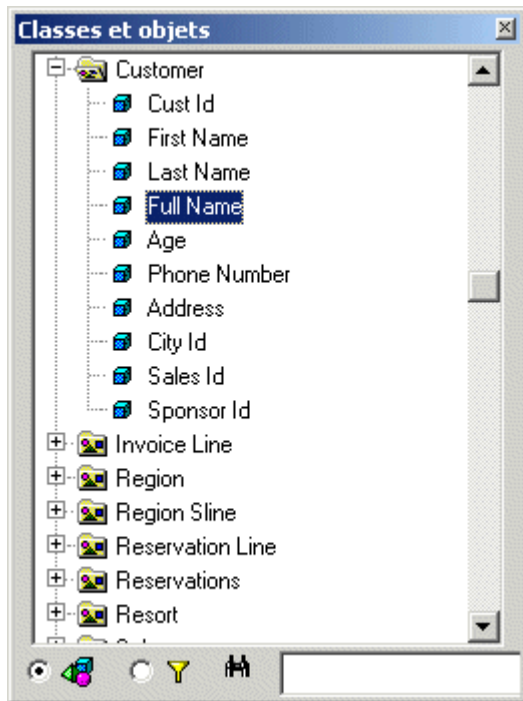 Classes et objets
Customer
Cust Id
First Name
Last Name
Full Name
Age
Phone Number
Address
City Id
Sales Id
Sponsor Id
Invoice Line
Region
Region Sline
Reservation Line
Reservations
Resort